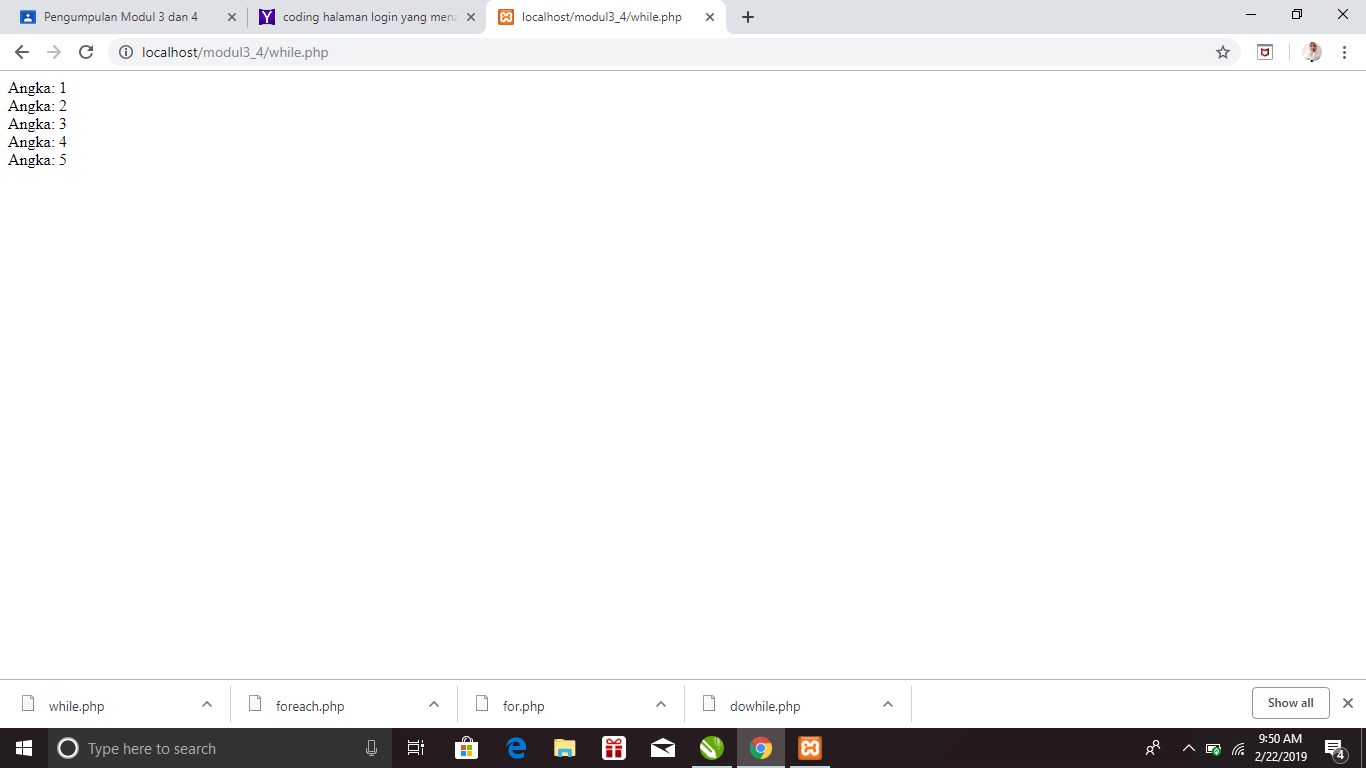 Pengumpulan Modul 3 dan 4
coding halaman login yang mena
localhost/modul3_4/while.php
localhost/modul3_4/while.php
Angka: 1
Angka: 2
Angka: 3
Angka: 4
Angka: 5
while.php
foreach.php
for.php
dowhile.php
Show all
Type here to search
9:50 AM
2/22/2019
4